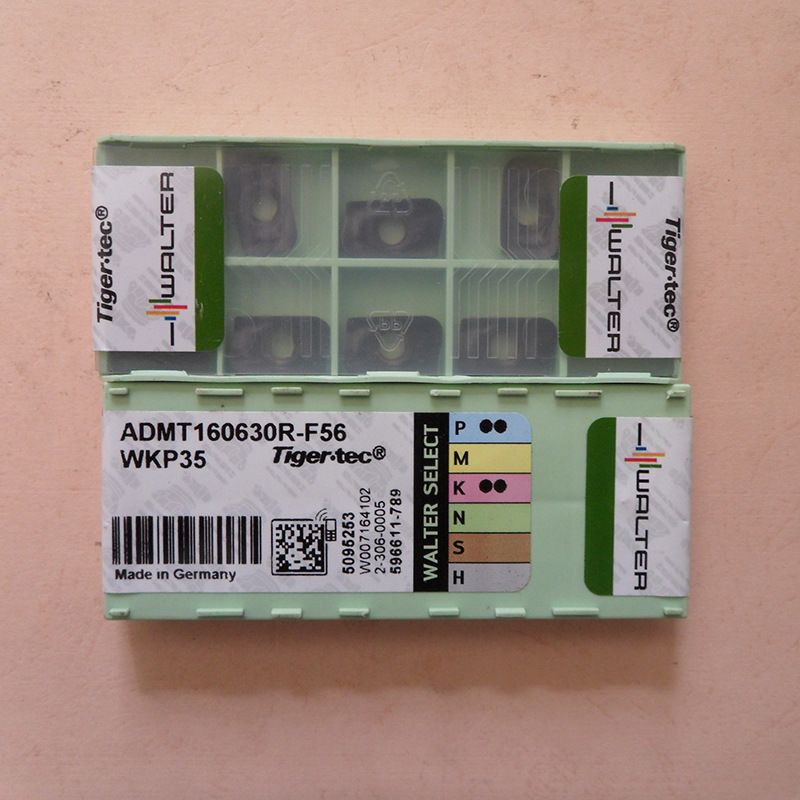 Tiger·tec®
WALTER
WALTER
Tiger·tec®
ADMT160630R-F56
WKP35
Tiger·tec®
Made in Germany
5095253
W007164102
2-306-0005
596611-789
WALTER SELECT
P
M
K
N
S
H
WALTER